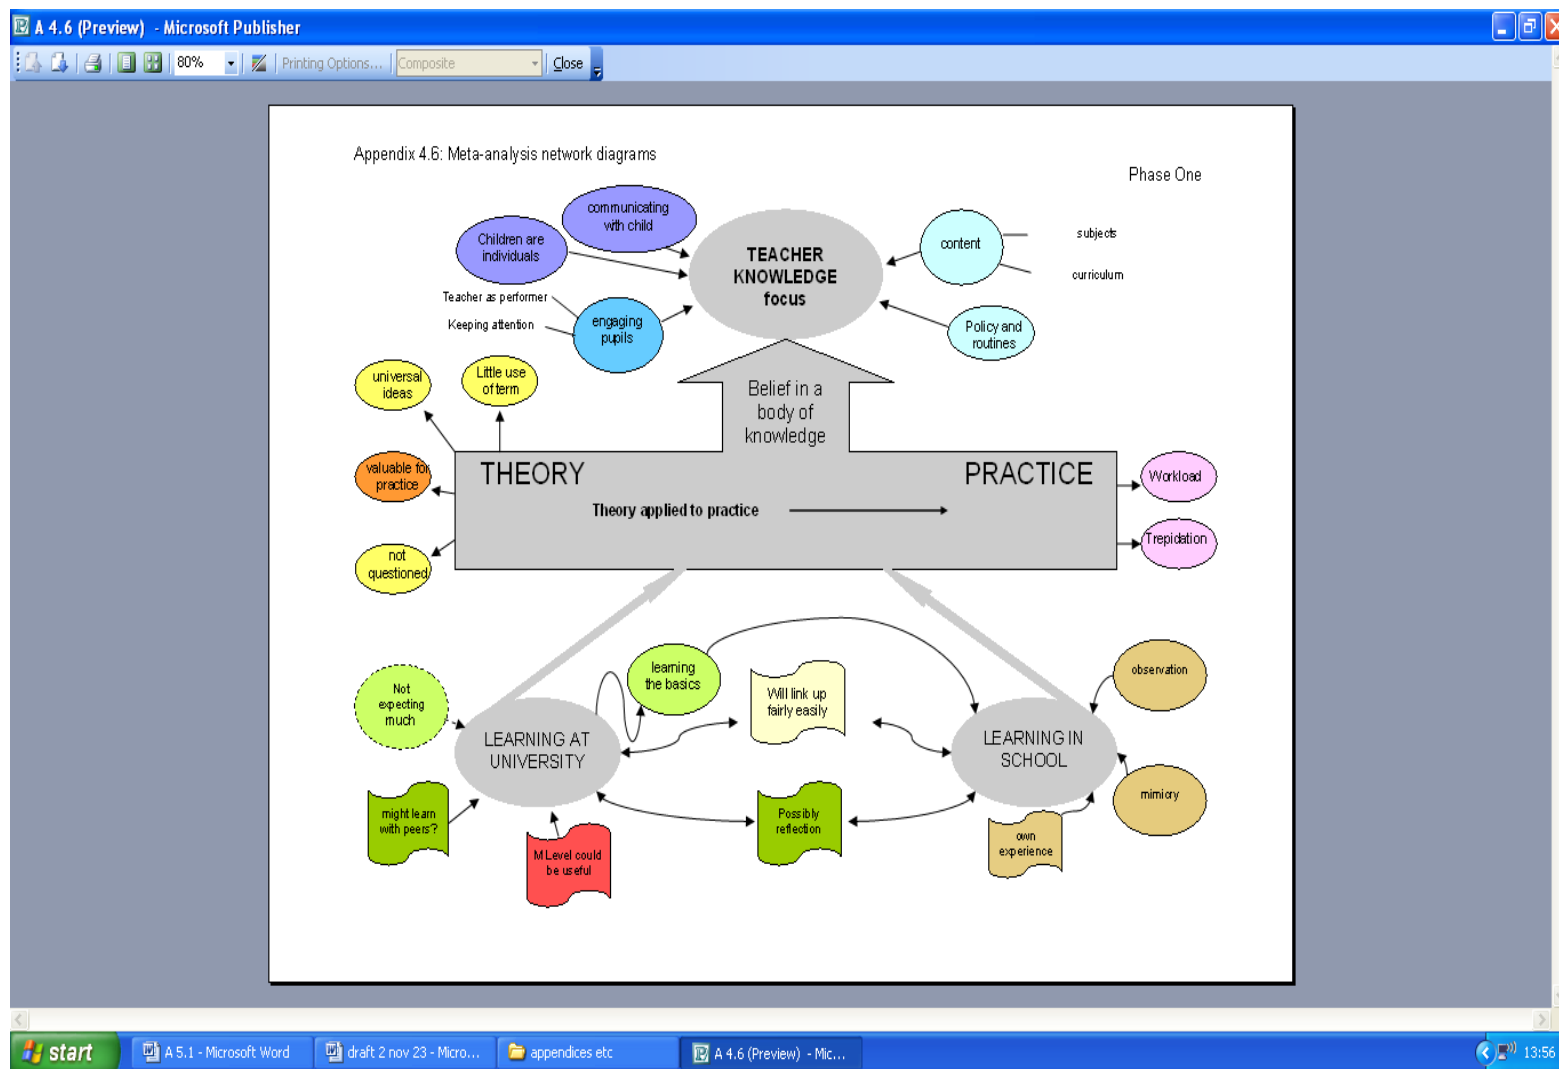 A 4.6 (Preview) - Microsoft Publisher
80%
Printing Options...
Composite
Close
Appendix 4.6: Meta-analysis network diagrams
Phase One
communicating
with child
Children are
individuals
TEACHER
KNOWLEDGE
focus
content
subjects
curriculum
Teacher as performer
Keeping attention
engaging
pupils
Policy and
routines
universal
ideas
Little use
of term
Belief in a
body of
knowledge
valuable for
practice
THEORY
PRACTICE
Workload
Theory applied to practice
Trepidation
not
questioned
Not
expecting
much
learning
the basics
Will link up
fairly easily
observation
LEARNING AT
UNIVERSITY
LEARNING IN
SCHOOL
mimicry
might learn
with peers?
M Level could
be useful
Possibly
reflection
own
experience
start
A 5.1 - Microsoft Word
draft 2 nov 23 - Micro...
appendices etc
A 4.6 (Preview) - Mic...
13:56